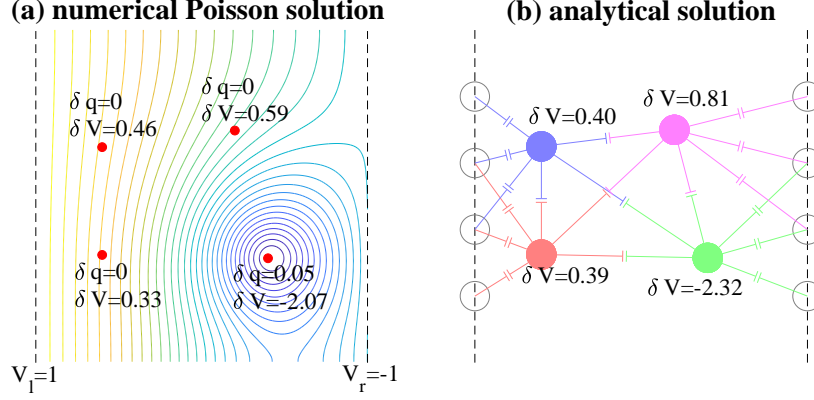 (a) numerical Poisson solution
(b) analytical solution
δ q=0
δ V=0.46
δ q=0
δ V=0.59
δ q=0
δ V=0.33
δ q=0.05
δ V=-2.07
V_l=1
V_r=-1
δ V=0.40
δ V=0.81
δ V=0.39
δ V=-2.32